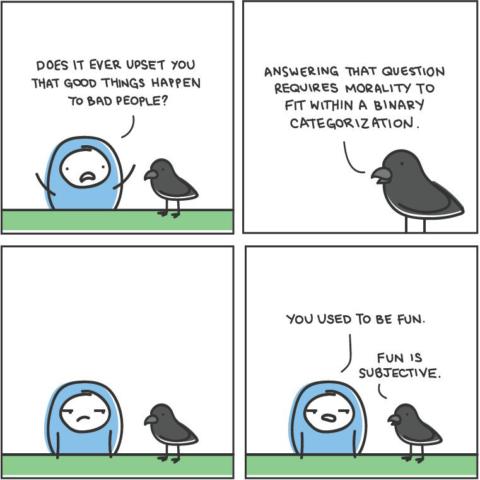 DOES IT EVER UPSET YOU
THAT GOOD THINGS HAPPEN
TO BAD PEOPLE?
ANSWERING THAT QUESTION
REQUIRES MORALITY TO
FIT WITHIN A BINARY
CATEGORIZATION.
YOU USED TO BE FUN.
FUN IS
SUBJECTIVE.